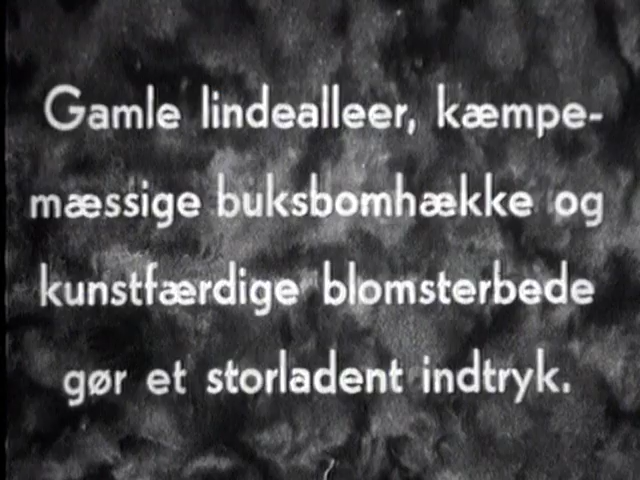 Gamle lindealleer, kæmpe-
mæssige buksbomhække og
kunstfærdige blomsterbede
gør et storladent indtryk.